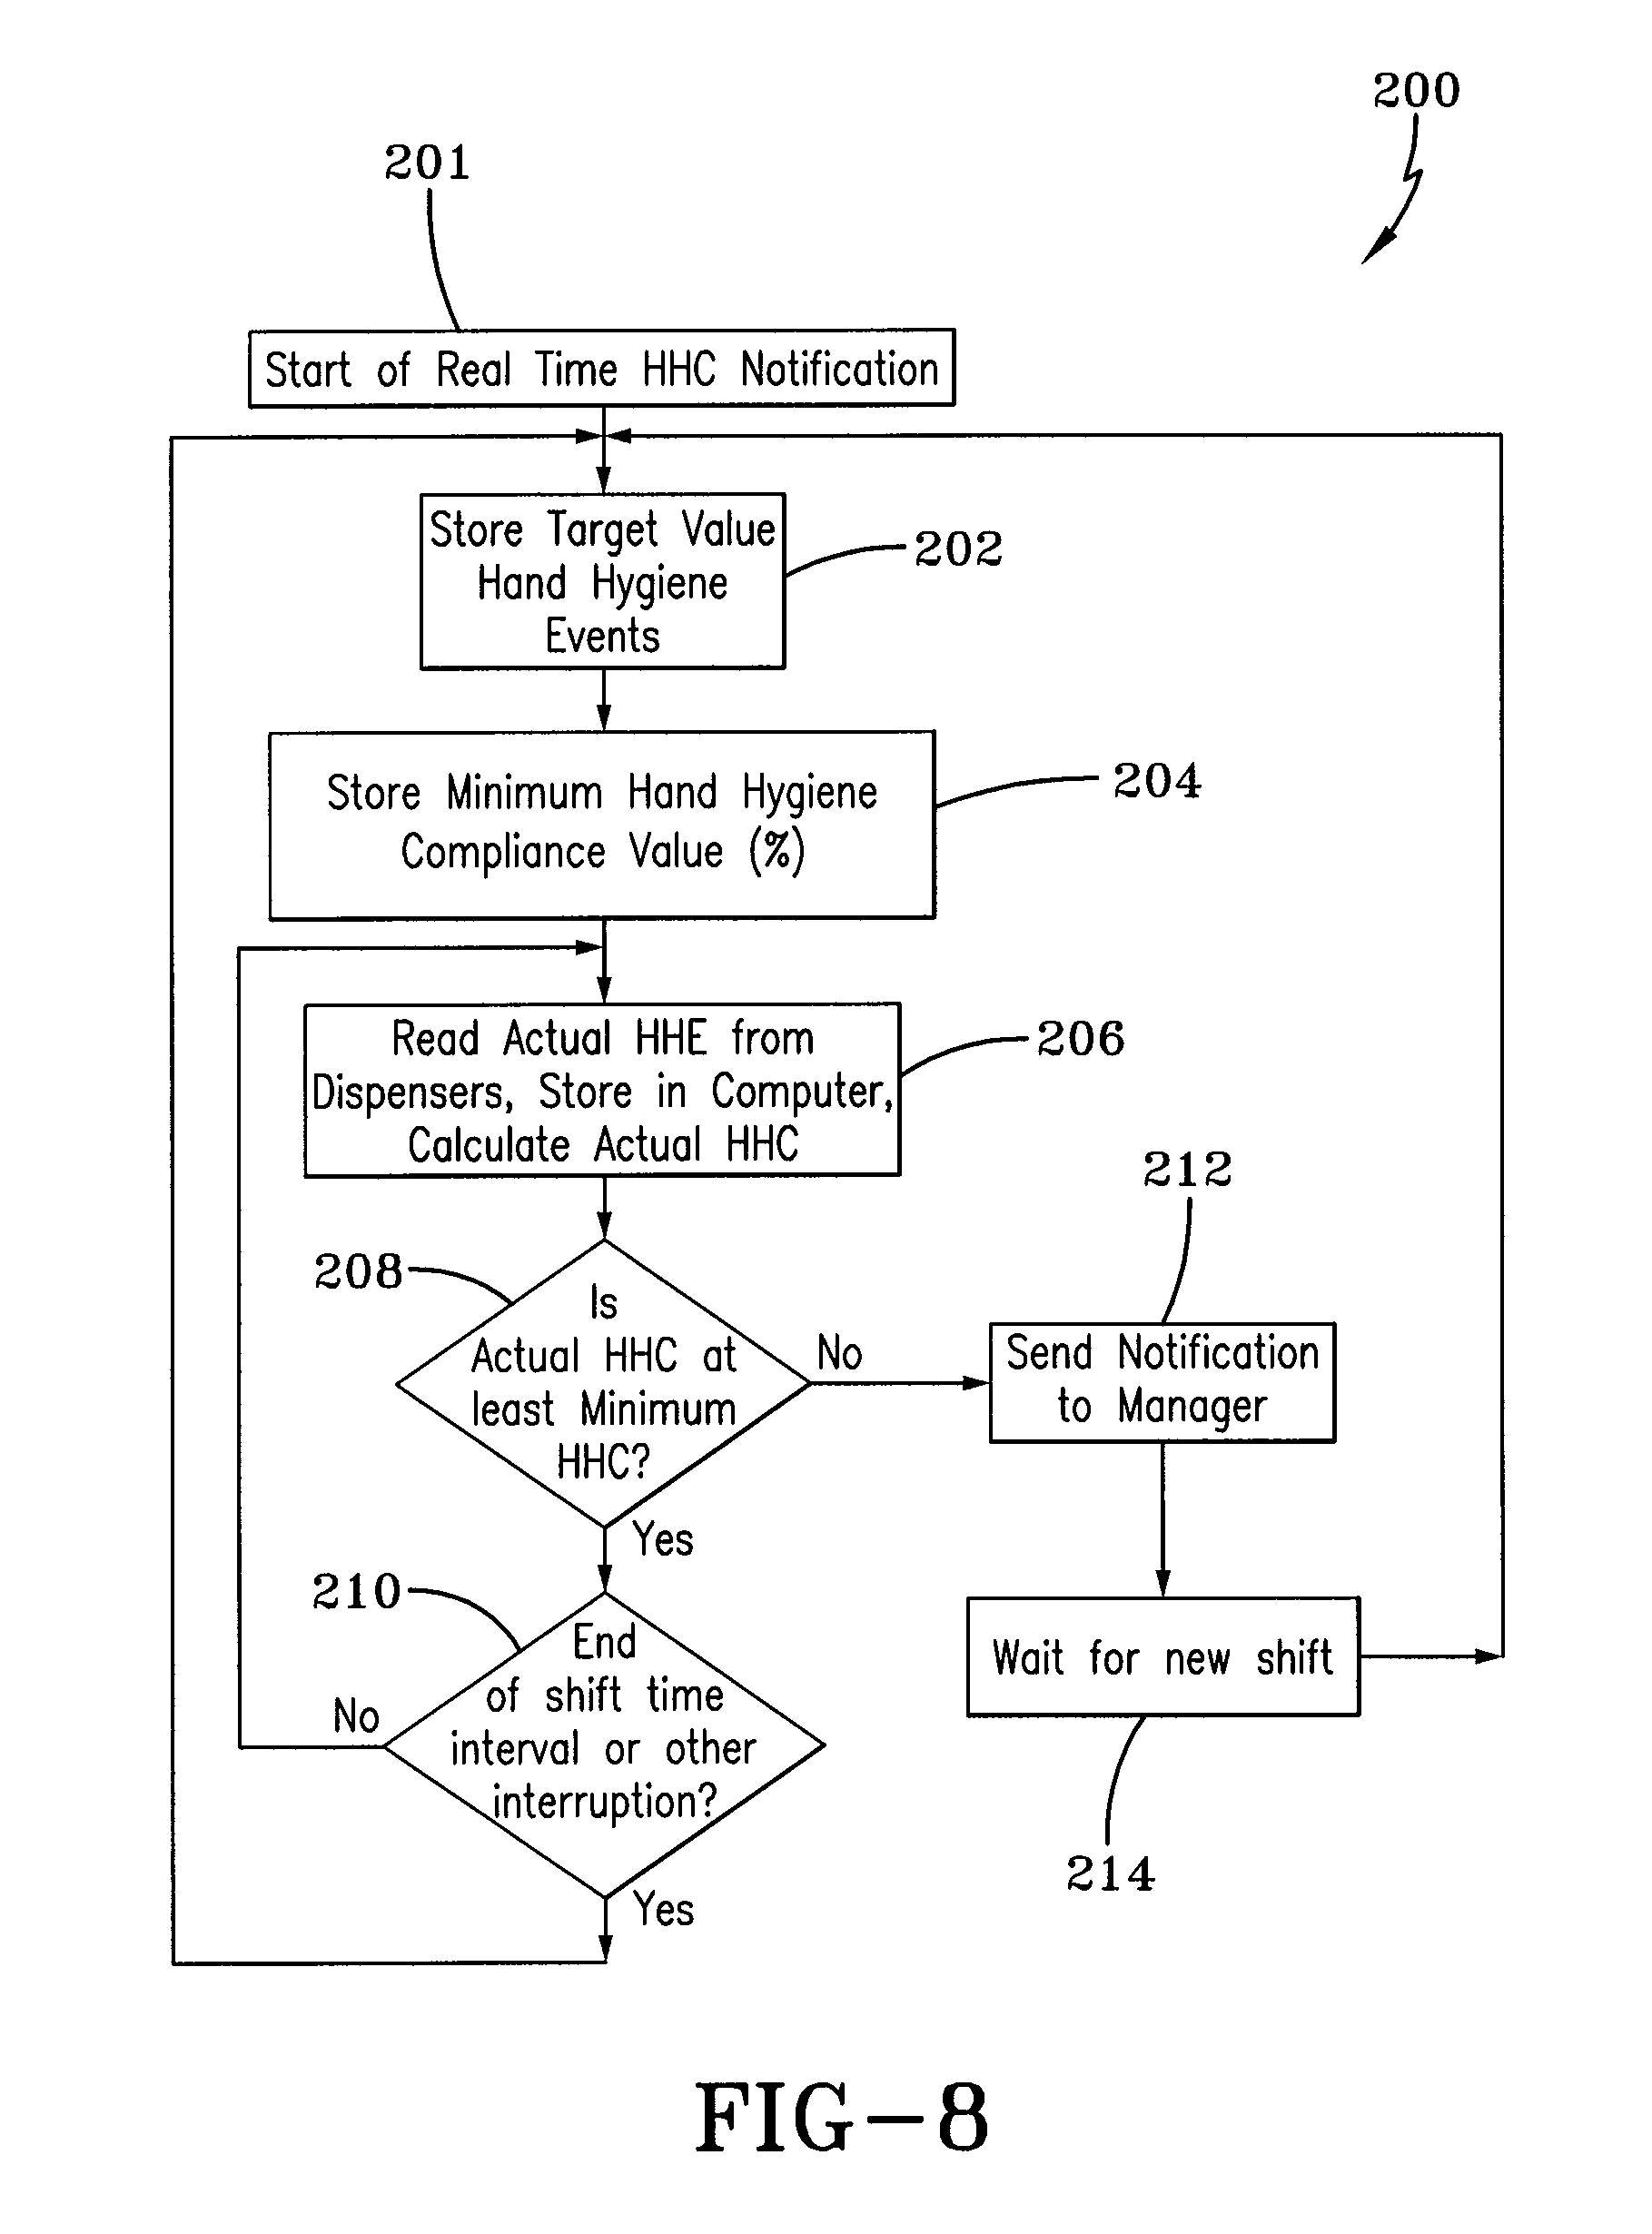 200
201
Start of Real Time HHC Notification
Store Target Value
Hand Hygiene
Events
202
Store Minimum Hand Hygiene
Compliance Value (%)
204
Read Actual HHE from
Dispensers, Store in Computer,
Calculate Actual HHC
206
212
208
Is
Actual HHC at
least Minimum
HHC?
No
Send Notification
to Manager
Yes
210
End
of shift time
interval or other
interruption?
No
Wait for new shift
214
Yes
FIG-8